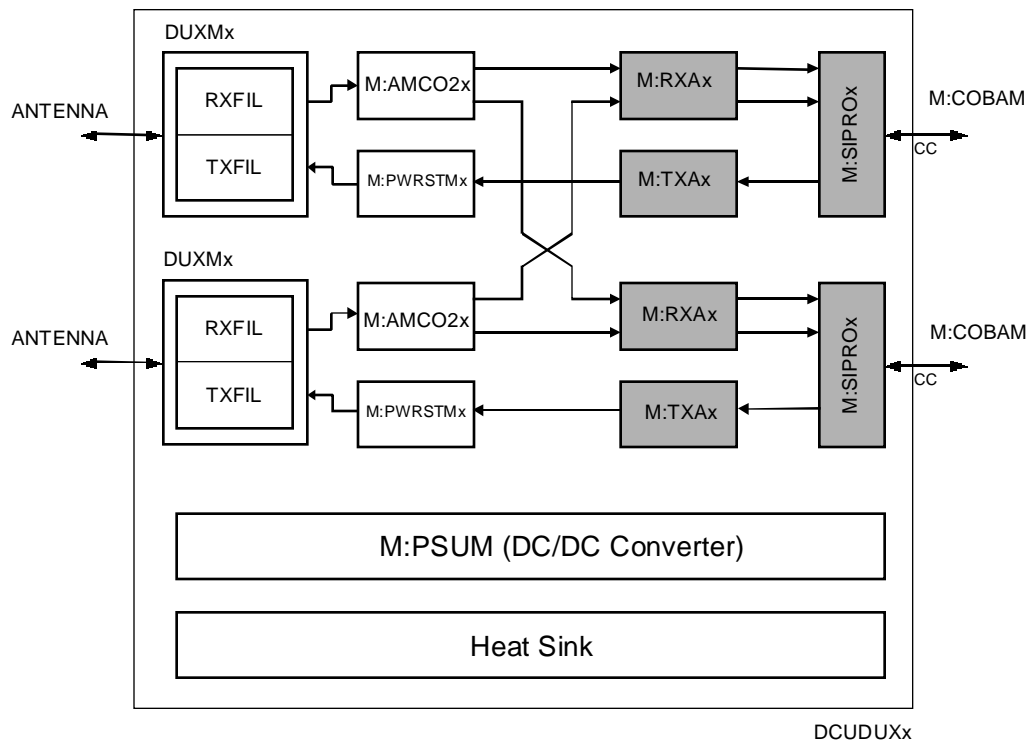 DUXMx
RXFIL
TXFIL
ANTENNA
M:AMCO2x
M:PWRSTMx
M:RXAx
M:TXAx
M:SIPROx
M:COBAM
CC
DUXMx
RXFIL
TXFIL
ANTENNA
M:AMCO2x
M:PWRSTMx
M:RXAx
M:TXAx
M:SIPROx
M:COBAM
CC
M:PSUM (DC/DC Converter)
Heat Sink
DCUDUXx